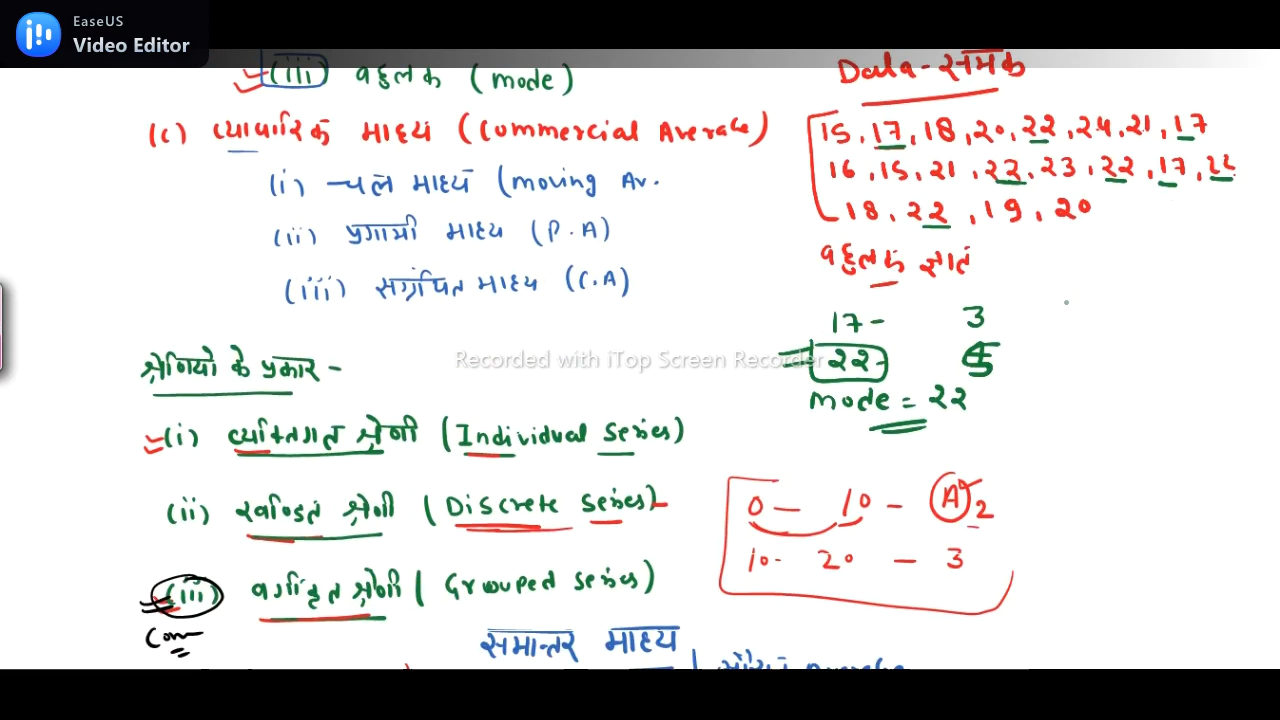 EaseUS
Video Editor
(iii) बहुलक (mode)
(C) व्यापारिक माध्य (Commercial Average)
(i) चल माध्य (moving Av.
(ii) प्रगामी माध्य (P.A)
(iii) संग्रथित माध्य (C.A)
श्रेणियो के प्रकार -
(i) व्यक्तिगत श्रेणी (Individual Series)
(ii) खण्डित श्रेणी (Discrete Series)
(iii) वर्गीकृत श्रेणी (Grouped Series)
Con
समान्तर माध्य
Data - समंक
15, 17, 18, 20, 22, 24, 21, 17
16, 15, 21, 22, 23, 22, 17, 22
18, 22, 19, 20
बहुलक ज्ञात
17 - 3
22 - 5
mode = 22
0 - 10 - A 2
10 - 20 - 3
Recorded with iTop Screen Recorder